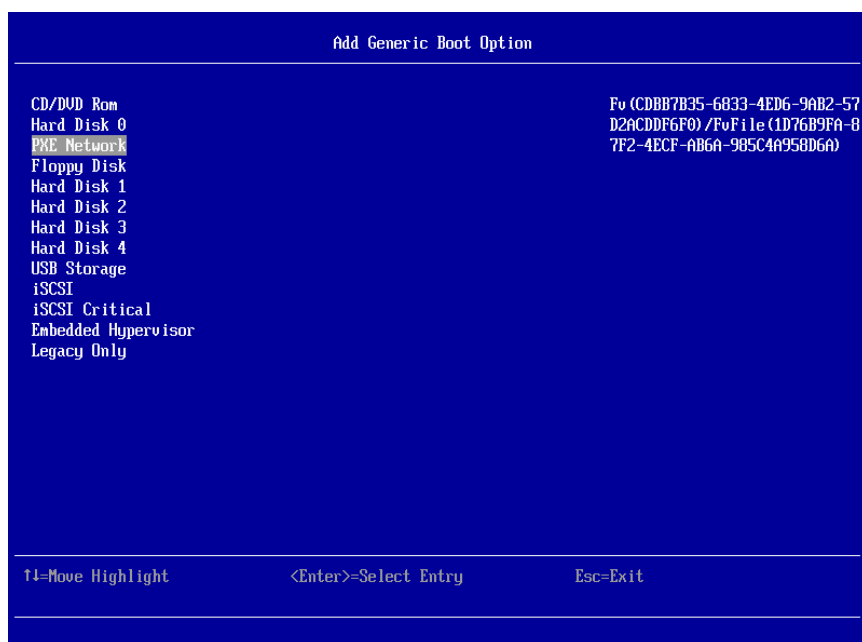 Add Generic Boot Option
CD/DVD Rom
Hard Disk 0
PXE Network
Floppy Disk
Hard Disk 1
Hard Disk 2
Hard Disk 3
Hard Disk 4
USB Storage
iSCSI
iSCSI Critical
Embedded Hypervisor
Legacy Only
Fv(CDBB7B35-6833-4ED6-9AB2-57
D2ACDDF6F0)/FvFile(1D76B9FA-8
7F2-4ECF-AB6A-985C4A958D6A)
↑↓=Move Highlight <Enter>=Select Entry Esc=Exit